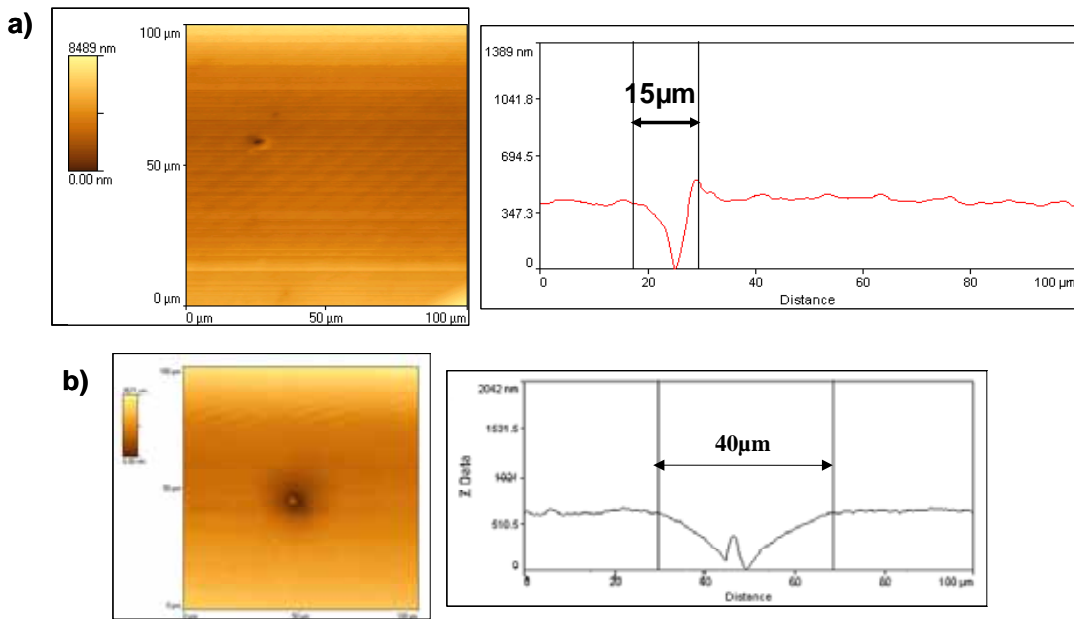 a)
8489 nm
0.00 nm
100 µm
50 µm
0 µm
0 µm
50 µm
100 µm
1389 nm
1041.8
694.5
347.3
0
15µm
0
20
40
60
80
100 µm
Distance
b)
2042 nm
1531.5
510.5
0
Z Data
40µm
20
40
60
80
100 µm
Distance